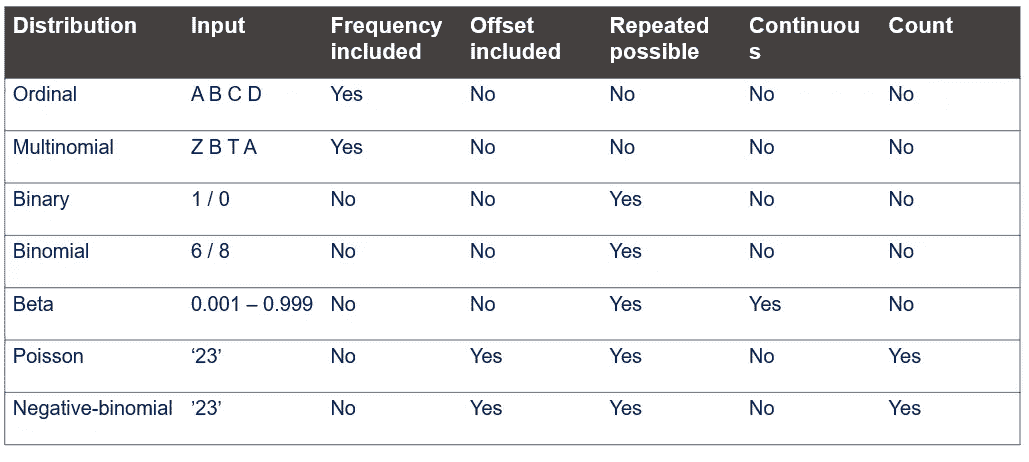 Distribution Input Frequency included Offset included Repeated possible Continuou s Count
Ordinal A B C D Yes No No No No
Multinomial Z B T A Yes No No No No
Binary 1 / 0 No No Yes No No
Binomial 6 / 8 No No Yes No No
Beta 0.001 – 0.999 No No Yes Yes No
Poisson ‘23’ No Yes Yes No Yes
Negative-binomial ’23’ No Yes Yes No Yes